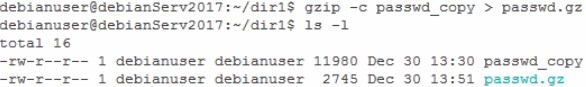 debianuser@debianServ2017:~/dir1$ gzip -c passwd_copy > passwd.gz
debianuser@debianServ2017:~/dir1$ ls -l
total 16
-rw-r--r-- 1 debianuser debianuser 11980 Dec 30 13:30 passwd_copy
-rw-r--r-- 1 debianuser debianuser  2745 Dec 30 13:51 passwd.gz